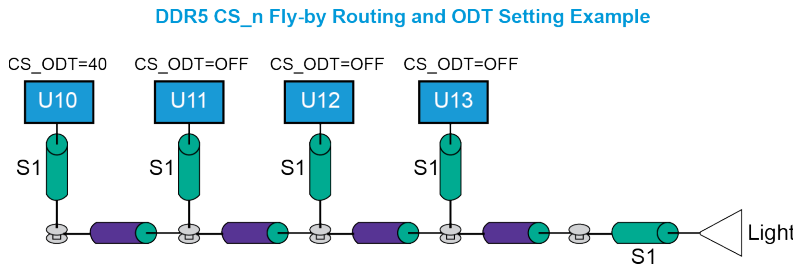 DDR5 CS_n Fly-by Routing and ODT Setting Example
CS_ODT=40 CS_ODT=OFF CS_ODT=OFF CS_ODT=OFF
U10 U11 U12 U13
S1 S1 S1 S1
Light
S1